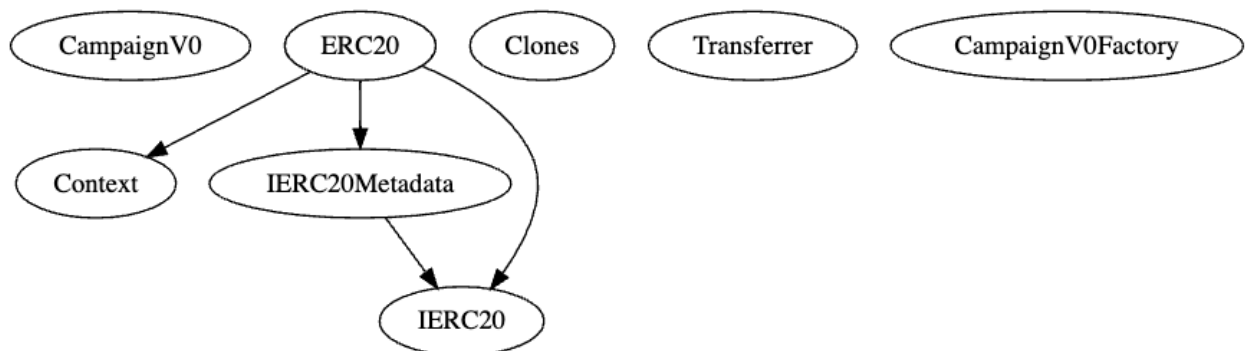 CampaignV0
ERC20
Clones
Transferrer
CampaignV0Factory
Context
IERC20Metadata
IERC20